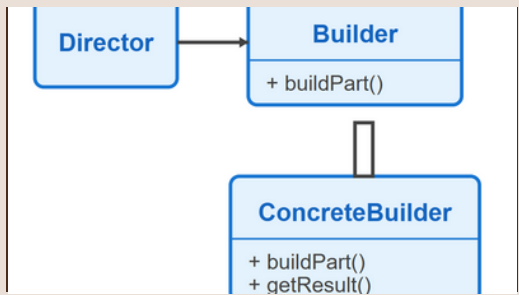 Director
Builder
+ buildPart()
ConcreteBuilder
+ buildPart()
+ getResult()